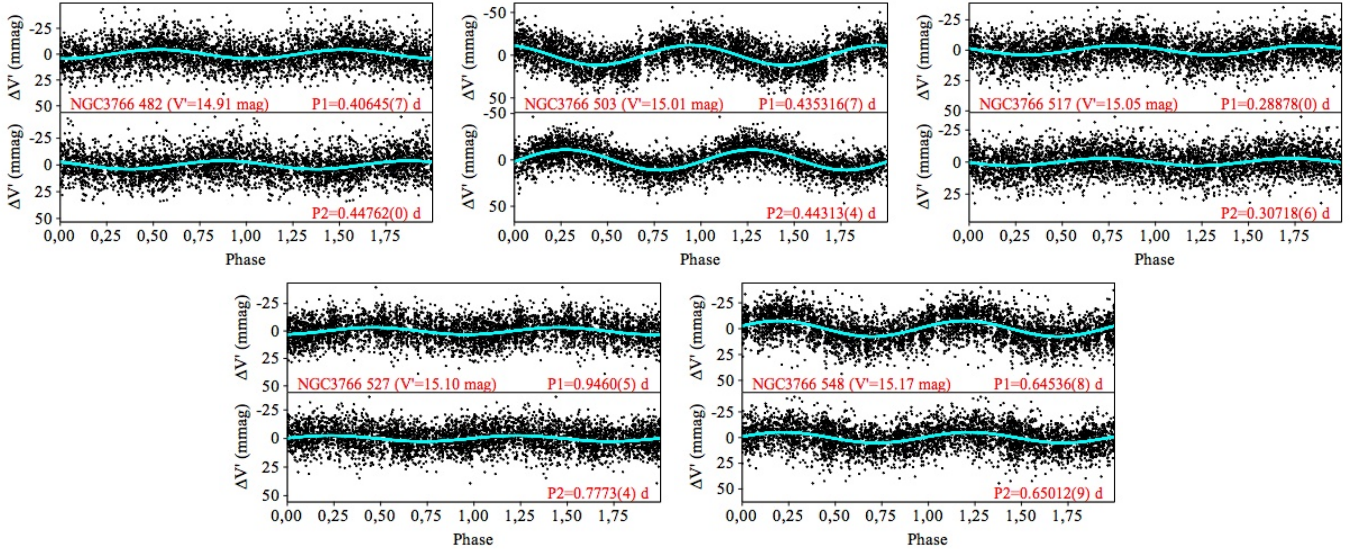 ΔV' (mmag)
-25
0
25
50
NGC3766 482 (V'=14.91 mag) P1=0.40645(7) d
ΔV' (mmag)
-25
0
25
50
P2=0.44762(0) d
0,00 0,25 0,50 0,75 1,00 1,25 1,50 1,75
Phase
ΔV' (mmag)
-50
0
50
NGC3766 503 (V'=15.01 mag) P1=0.435316(7) d
ΔV' (mmag)
-50
0
50
P2=0.44313(4) d
0,00 0,25 0,50 0,75 1,00 1,25 1,50 1,75
Phase
ΔV' (mmag)
-25
0
25
50
NGC3766 517 (V'=15.05 mag) P1=0.28878(0) d
ΔV' (mmag)
-25
0
25
P2=0.30718(6) d
0,00 0,25 0,50 0,75 1,00 1,25 1,50 1,75
Phase
ΔV' (mmag)
-25
0
25
50
NGC3766 527 (V'=15.10 mag) P1=0.9460(5) d
ΔV' (mmag)
-25
0
25
50
P2=0.7773(4) d
0,00 0,25 0,50 0,75 1,00 1,25 1,50 1,75
Phase
ΔV' (mmag)
-25
0
25
50
NGC3766 548 (V'=15.17 mag) P1=0.64536(8) d
ΔV' (mmag)
-25
0
25
50
P2=0.65012(9) d
0,00 0,25 0,50 0,75 1,00 1,25 1,50 1,75
Phase